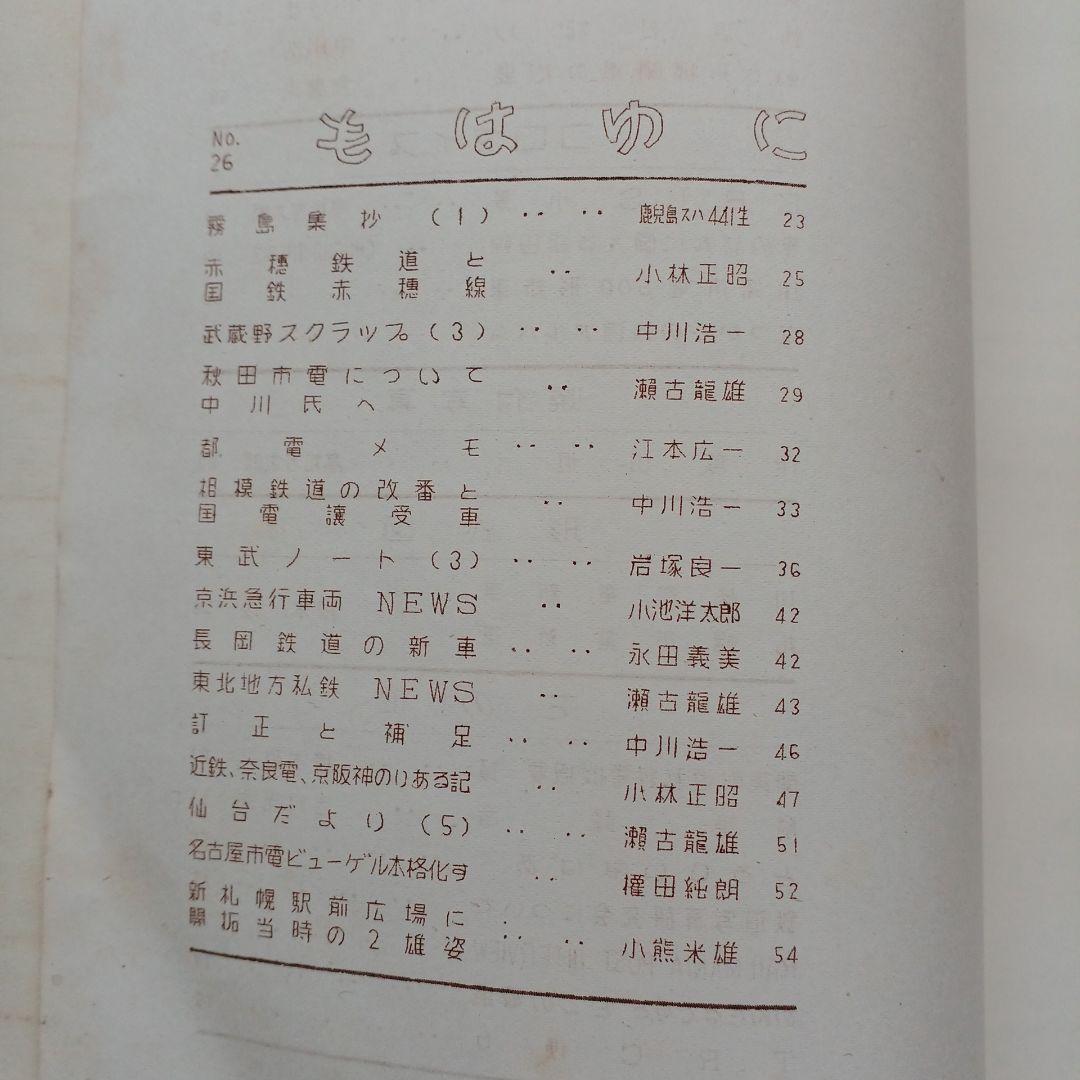 No. 26 もはゆに
霧島集抄(1)‥‥鹿児島スハ441生 23
赤穗鉄道と
国鉄赤穗線‥小林正昭 25
武蔵野スクラップ(3)‥‥中川浩一 28
秋田市電について
中川氏へ‥瀬古龍雄 29
都電メモ‥‥江本広一 32
相模鉄道の改番と
国電譲受車‥中川浩一 33
東武ノート(3)‥‥岩塚良一 36
京浜急行車両 NEWS‥小池洋太郎 42
長岡鉄道の新車‥‥永田義美 42
東北地方私鉄 NEWS‥瀬古龍雄 43
訂正と補足‥‥中川浩一 46
近鉄、奈良電、京阪神のりある記‥小林正昭 47
仙台だより(5)‥‥瀬古龍雄 51
名古屋市電ビューゲル本格化す‥權田純朗 52
新札幌駅前広場に
開拓当時の2雄姿‥‥小熊米雄 54